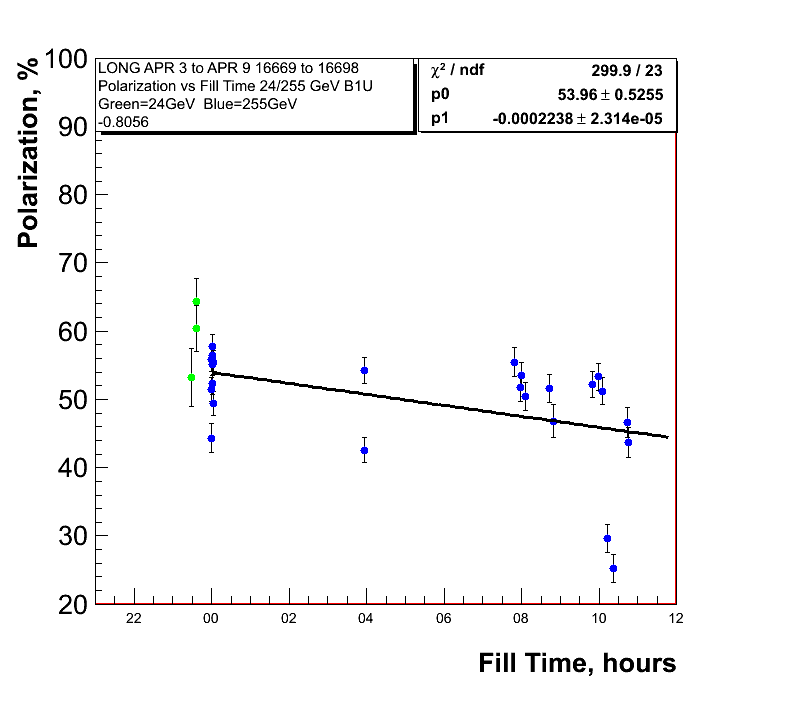 LONG APR 3 to APR 9 16669 to 16698
Polarization vs Fill Time 24/255 GeV B1U
Green=24GeV  Blue=255GeV
-0.8056
χ² / ndf 299.9 / 23
p0 53.96 ± 0.5255
p1 -0.0002238 ± 2.314e-05
Polarization, %
100
90
80
70
60
50
40
30
20
22 00 02 04 06 08 10 12
Fill Time, hours